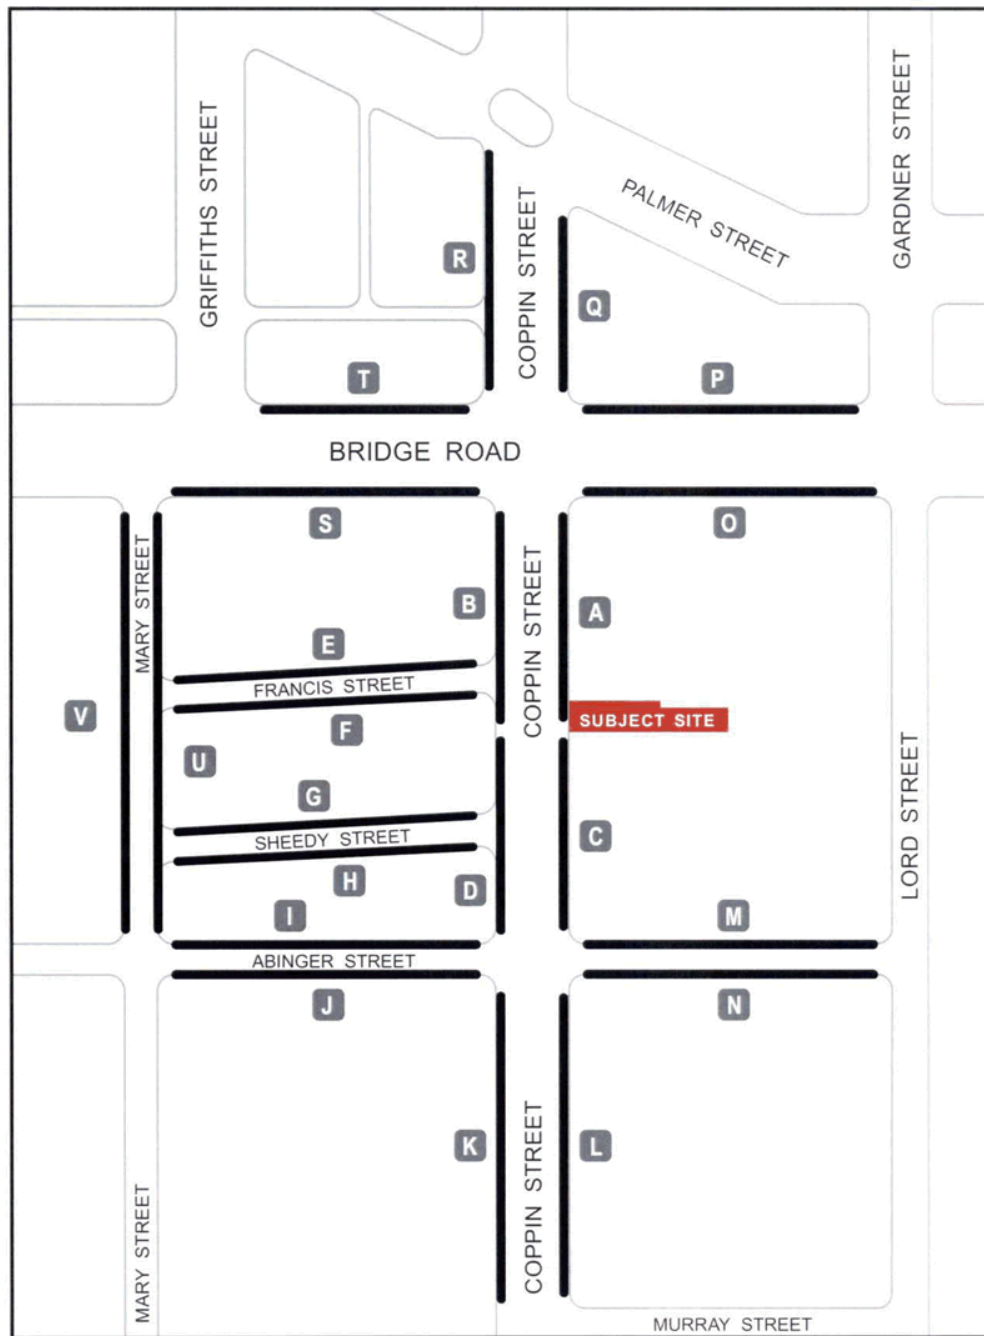 GRIFFITHS STREET
GARDNER STREET
PALMER STREET
COPPIN STREET
R
Q
T
P
BRIDGE ROAD
S
O
MARY STREET
B
COPPIN STREET
A
E
FRANCIS STREET
V
SUBJECT SITE
F
U
G
LORD STREET
SHEEDY STREET
C
H
D
I
M
ABINGER STREET
J
N
K
COPPIN STREET
L
MARY STREET
MURRAY STREET